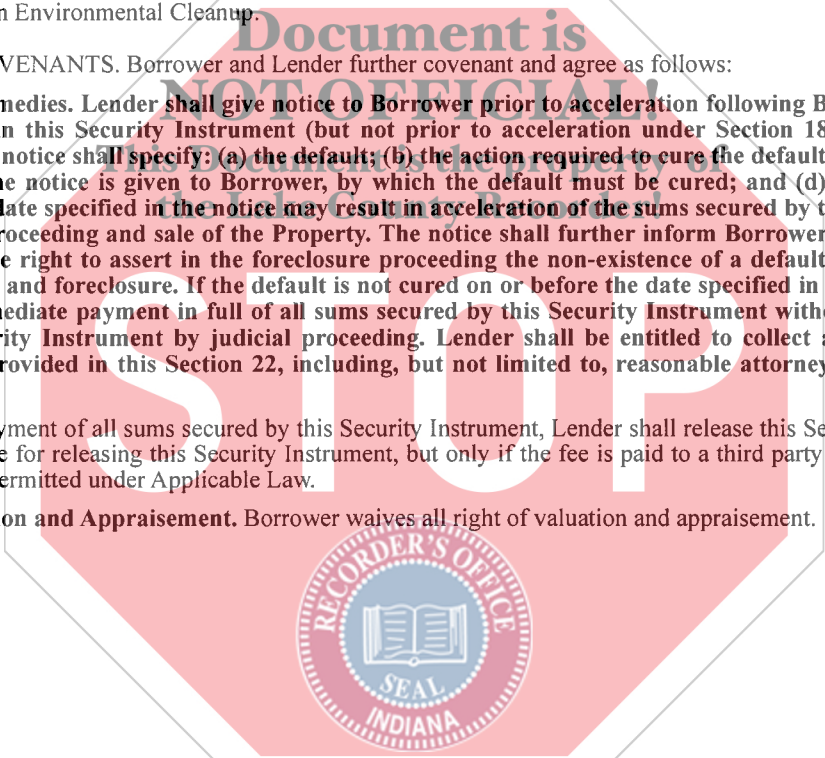 n Environmental Cleanup.
Document is
VENANTS. Borrower and Lender further covenant and agree as follows:
NOT OFFICIAL!
nedies. Lender shall give notice to Borrower prior to acceleration following B
n this Security Instrument (but not prior to acceleration under Section 18
notice shall specify: (a) the default; (b) the action required to cure the default
This Document is the property of
e notice is given to Borrower, by which the default must be cured; and (d)
the Lake County Recorder!
late specified in the notice may result in acceleration of the sums secured by t
roceeding and sale of the Property. The notice shall further inform Borrower
e right to assert in the foreclosure proceeding the non-existence of a default
and foreclosure. If the default is not cured on or before the date specified in
nediate payment in full of all sums secured by this Security Instrument with
rity Instrument by judicial proceeding. Lender shall be entitled to collect a
rovided in this Section 22, including, but not limited to, reasonable attorney
STOP
yment of all sums secured by this Security Instrument, Lender shall release this Se
e for releasing this Security Instrument, but only if the fee is paid to a third party
ermitted under Applicable Law.
on and Appraisement. Borrower waives all right of valuation and appraisement.
RECORDER'S OFFICE
SEAL
INDIANA